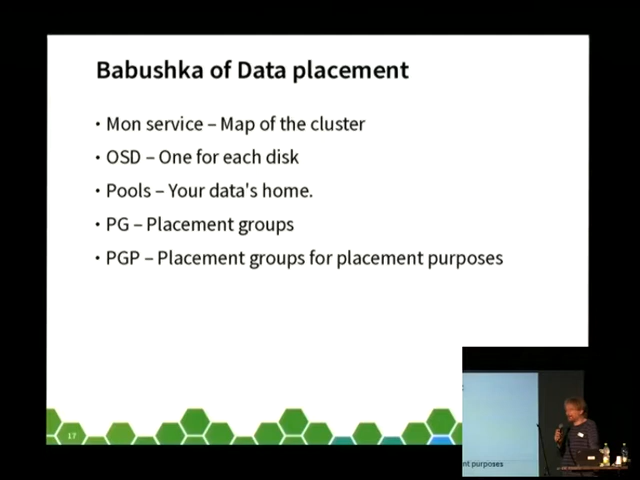 Babushka of Data placement
• Mon service – Map of the cluster
• OSD – One for each disk
• Pools – Your data's home.
• PG – Placement groups
• PGP – Placement groups for placement purposes
17
nt purposes